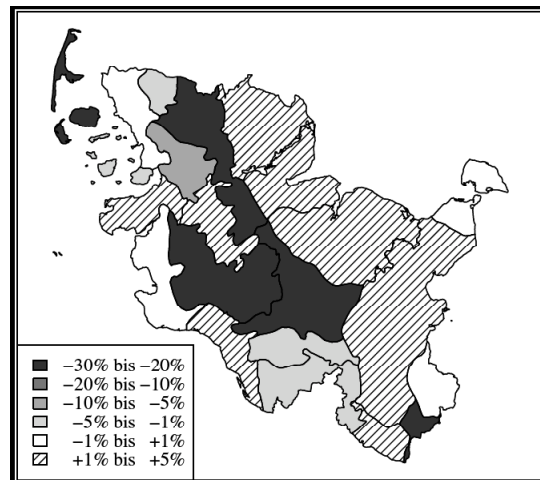 −30% bis −20%
−20% bis −10%
−10% bis −5%
−5% bis −1%
−1% bis +1%
+1% bis +5%